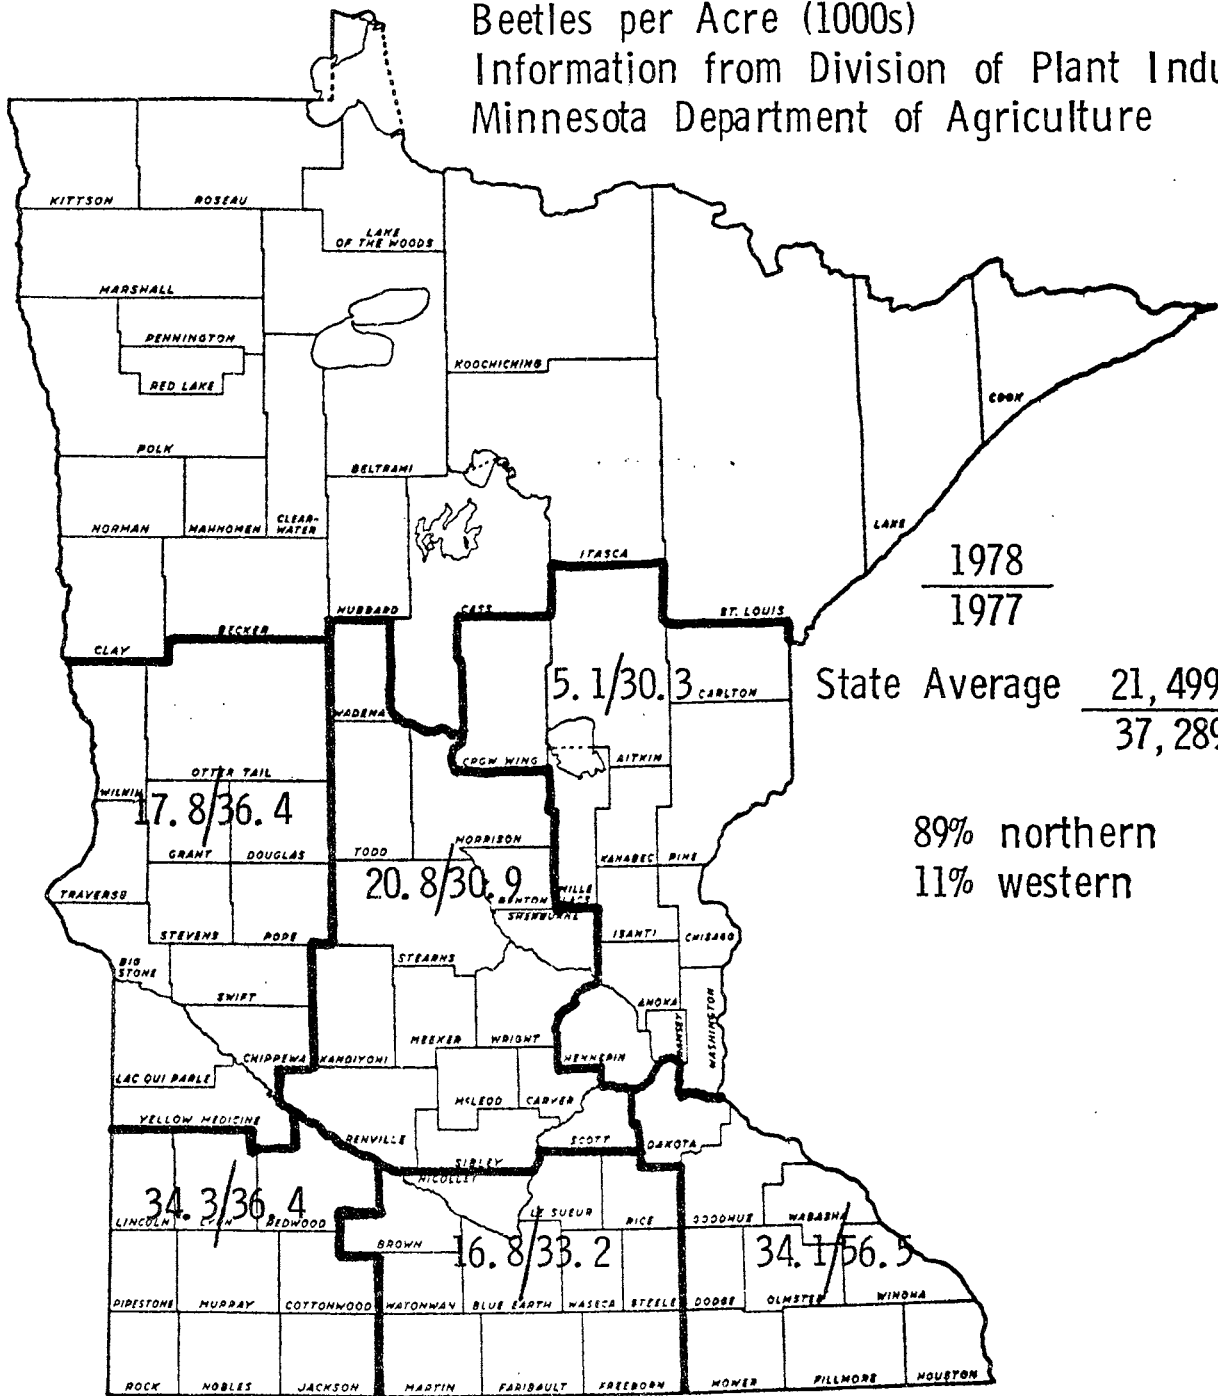 Beetles per Acre (1000s)
Information from Division of Plant Indu
Minnesota Department of Agriculture
KITTSON
ROSEAU
LAKE
OF THE WOODS
MARSHALL
PENNINGTON
RED LAKE
KOOCHICHING
COOK
POLK
BELTRAMI
NORMAN
MAHNOMEN
CLEAR-
WATER
LAKE
ITASCA
1978
1977
HUBBARD
CASS
ST. LOUIS
BECKER
CLAY
5.1/30.3
CARLTON
State Average 21,499
37,289
WADENA
CROW WING
AITKIN
OTTER TAIL
WILKIN
17.8/36.4
89% northern
11% western
MORRISON
GRANT
DOUGLAS
TODD
KANABEC
PINE
20.8/30.9
TRAVERSE
BENTON
MILLE
LACS
SHERBURNE
STEVENS
POPE
ISANTI
CHISAGO
STEARNS
BIG
STONE
SWIFT
ANOKA
RAMSEY
WASHINGTON
MEEKER
WRIGHT
CHIPPEWA
KANDIYOHI
HENNEPIN
LAC QUI PARLE
McLEOD
CARVER
YELLOW MEDICINE
RENVILLE
SCOTT
DAKOTA
SIBLEY
NICOLLET
34.3/36.4
LINCOLN
LYON
REDWOOD
LE SUEUR
RICE
GOODHUE
WABASHA
BROWN
16.8/33.2
34.1/56.5
PIPESTONE
MURRAY
COTTONWOOD
WATONWAN
BLUE EARTH
WASECA
STEELE
DODGE
OLMSTED
WINONA
ROCK
NOBLES
JACKSON
MARTIN
FARIBAULT
FREEBORN
MOWER
FILLMORE
HOUSTON